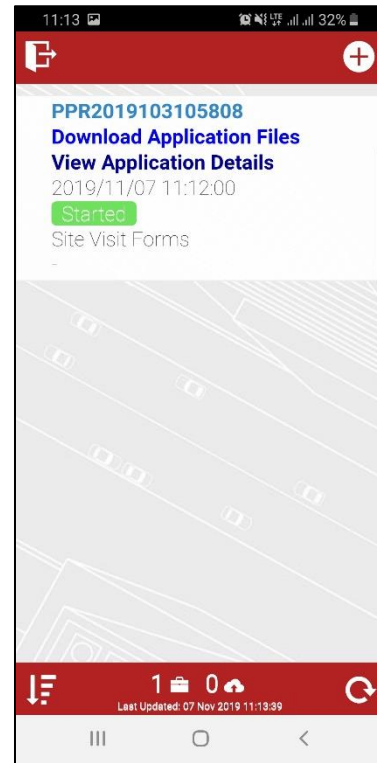 11:13 LTE 32%
PPR2019103105808
Download Application Files
View Application Details
2019/11/07 11:12:00
Started
Site Visit Forms
-
1 0
Last Updated: 07 Nov 2019 11:13:39